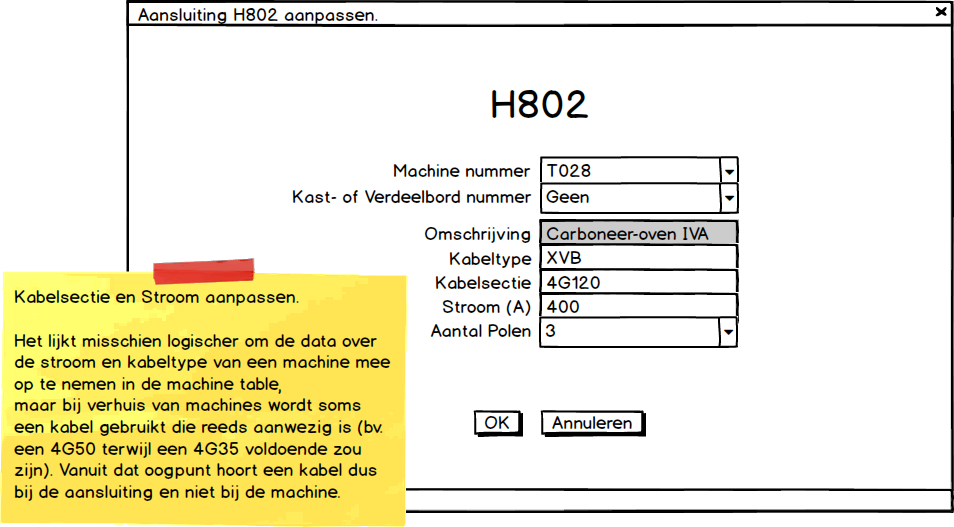 Aansluiting H802 aanpassen.
H802
Machine nummer T028
Kast- of Verdeelbord nummer Geen
Omschrijving Carboneer-oven IVA
Kabeltype XVB
Kabelsectie 4G120
Stroom (A) 400
Aantal Polen 3
OK Annuleren
Kabelsectie en Stroom aanpassen.
Het lijkt misschien logischer om de data over
de stroom en kabeltype van een machine mee
op te nemen in de machine table,
maar bij verhuis van machines wordt soms
een kabel gebruikt die reeds aanwezig is (bv.
een 4G50 terwijl een 4G35 voldoende zou
zijn). Vanuit dat oogpunt hoort een kabel dus
bij de aansluiting en niet bij de machine.